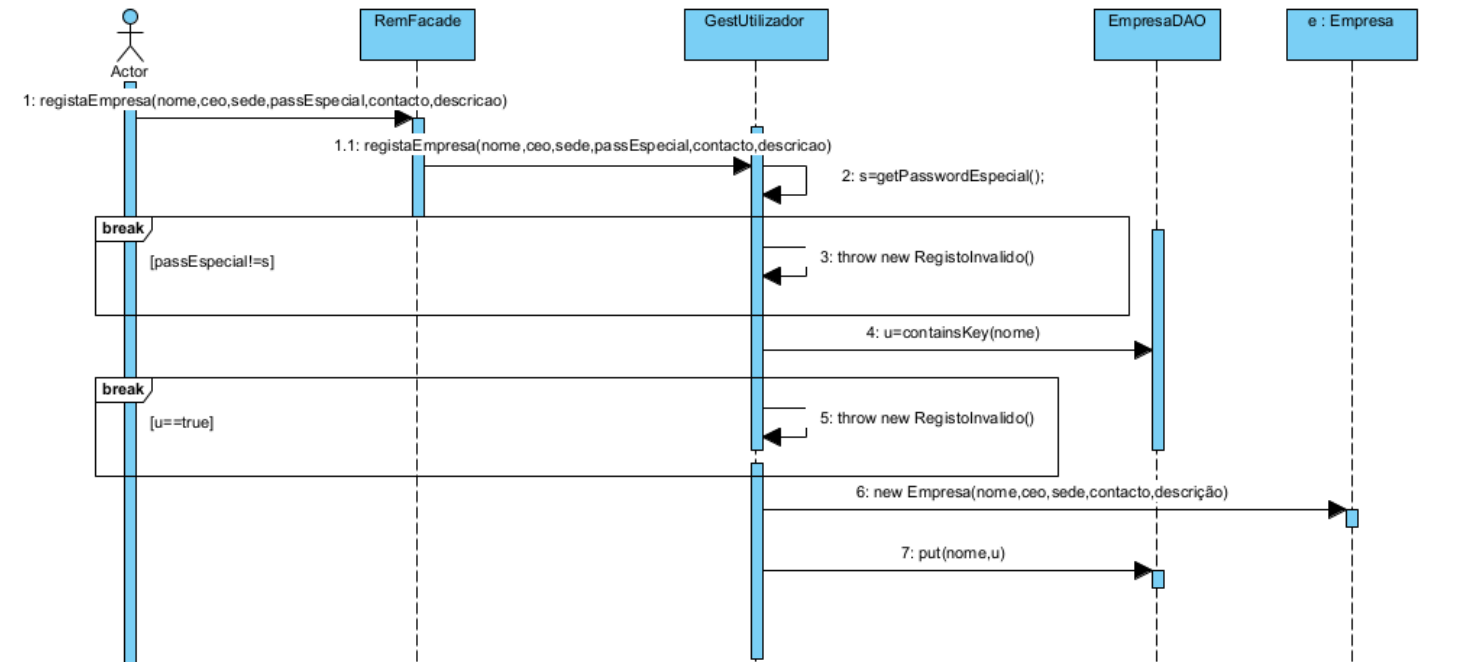 RemFacade
GestUtilizador
EmpresaDAO
e : Empresa
Actor
1: registaEmpresa(nome,ceo,sede,passEspecial,contacto,descricao)
1.1: registaEmpresa(nome,ceo,sede,passEspecial,contacto,descricao)
2: s=getPasswordEspecial();
break
[passEspecial!=s]
3: throw new RegistoInvalido()
4: u=containsKey(nome)
break
[u==true]
5: throw new RegistoInvalido()
6: new Empresa(nome,ceo,sede,contacto,descrição)
7: put(nome,u)